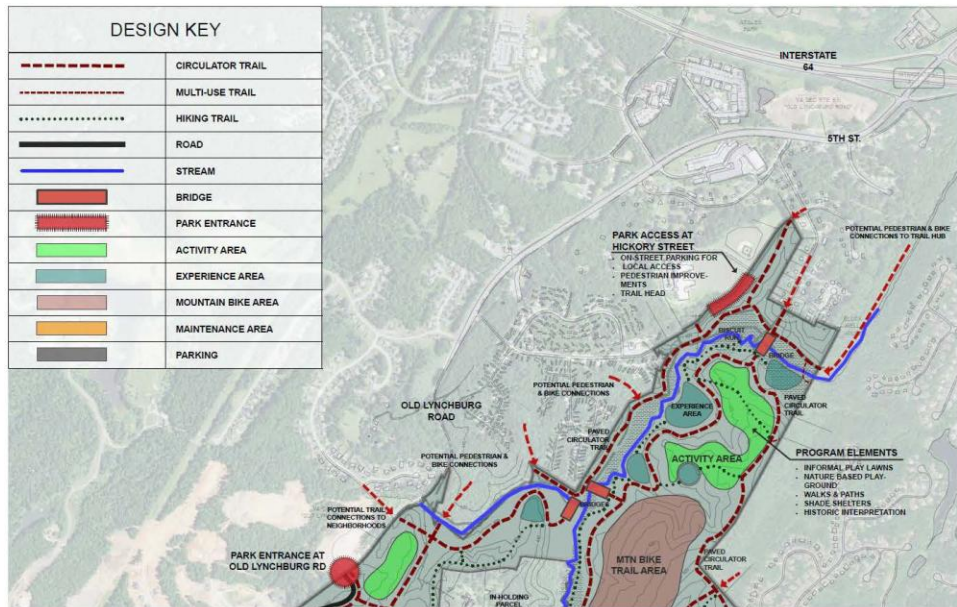 DESIGN KEY
CIRCULATOR TRAIL
MULTI-USE TRAIL
HIKING TRAIL
ROAD
STREAM
BRIDGE
PARK ENTRANCE
ACTIVITY AREA
EXPERIENCE AREA
MOUNTAIN BIKE AREA
MAINTENANCE AREA
PARKING
INTERSTATE
64
5TH ST.
POTENTIAL PEDESTRIAN & BIKE
CONNECTIONS TO TRAIL HUB
PARK ACCESS AT
HICKORY STREET
• ON-STREET PARKING FOR
• LOCAL ACCESS
• PEDESTRIAN IMPROVE-
MENTS
• TRAIL HEAD
BISCUIT
RUN
BRIDGE
POTENTIAL PEDESTRIAN
& BIKE CONNECTIONS
OLD LYNCHBURG
ROAD
EXPERIENCE
AREA
PAVED
CIRCULATOR
TRAIL
PAVED
CIRCULATOR
TRAIL
POTENTIAL PEDESTRIAN &
BIKE CONNECTIONS
ACTIVITY AREA
PROGRAM ELEMENTS
• INFORMAL PLAY LAWNS
• NATURE BASED PLAY-
GROUND
• WALKS & PATHS
• SHADE SHELTERS
• HISTORIC INTERPRETATION
BRIDGES
POTENTIAL TRAIL
CONNECTIONS TO
NEIGHBORHOODS
PARK ENTRANCE AT
OLD LYNCHBURG RD
MTN BIKE
TRAIL AREA
PAVED
CIRCULATOR
TRAIL
IN-HOLDING
PARCEL